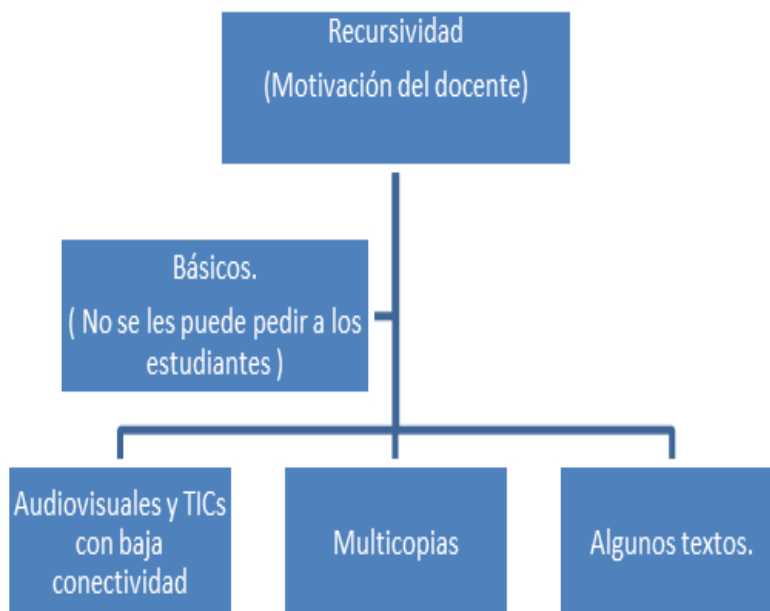 Recursividad
(Motivación del docente)
Básicos.
( No se les puede pedir a los
estudiantes )
Audiovisuales y TICs
con baja
conectividad
Multicopias
Algunos textos.